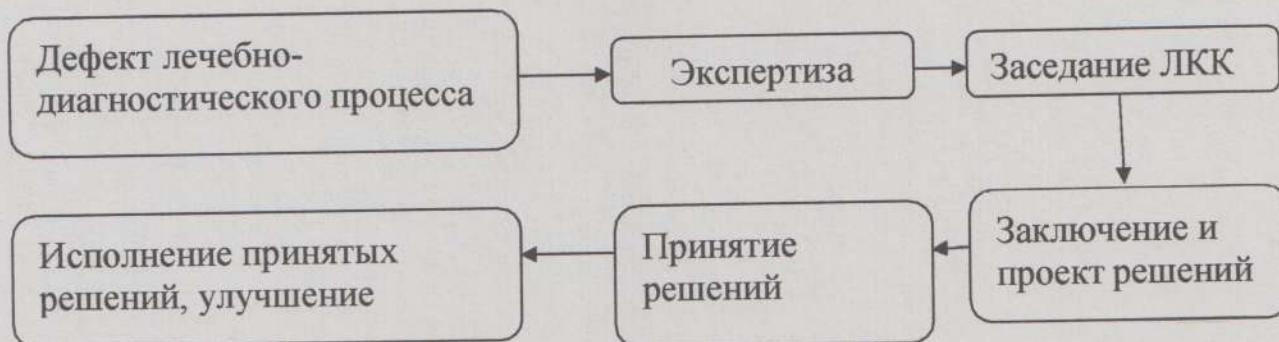 Дефект лечебно-
диагностического процесса
Экспертиза
Заседание ЛКК
Заключение и
проект решений
Принятие
решений
Исполнение принятых
решений, улучшение